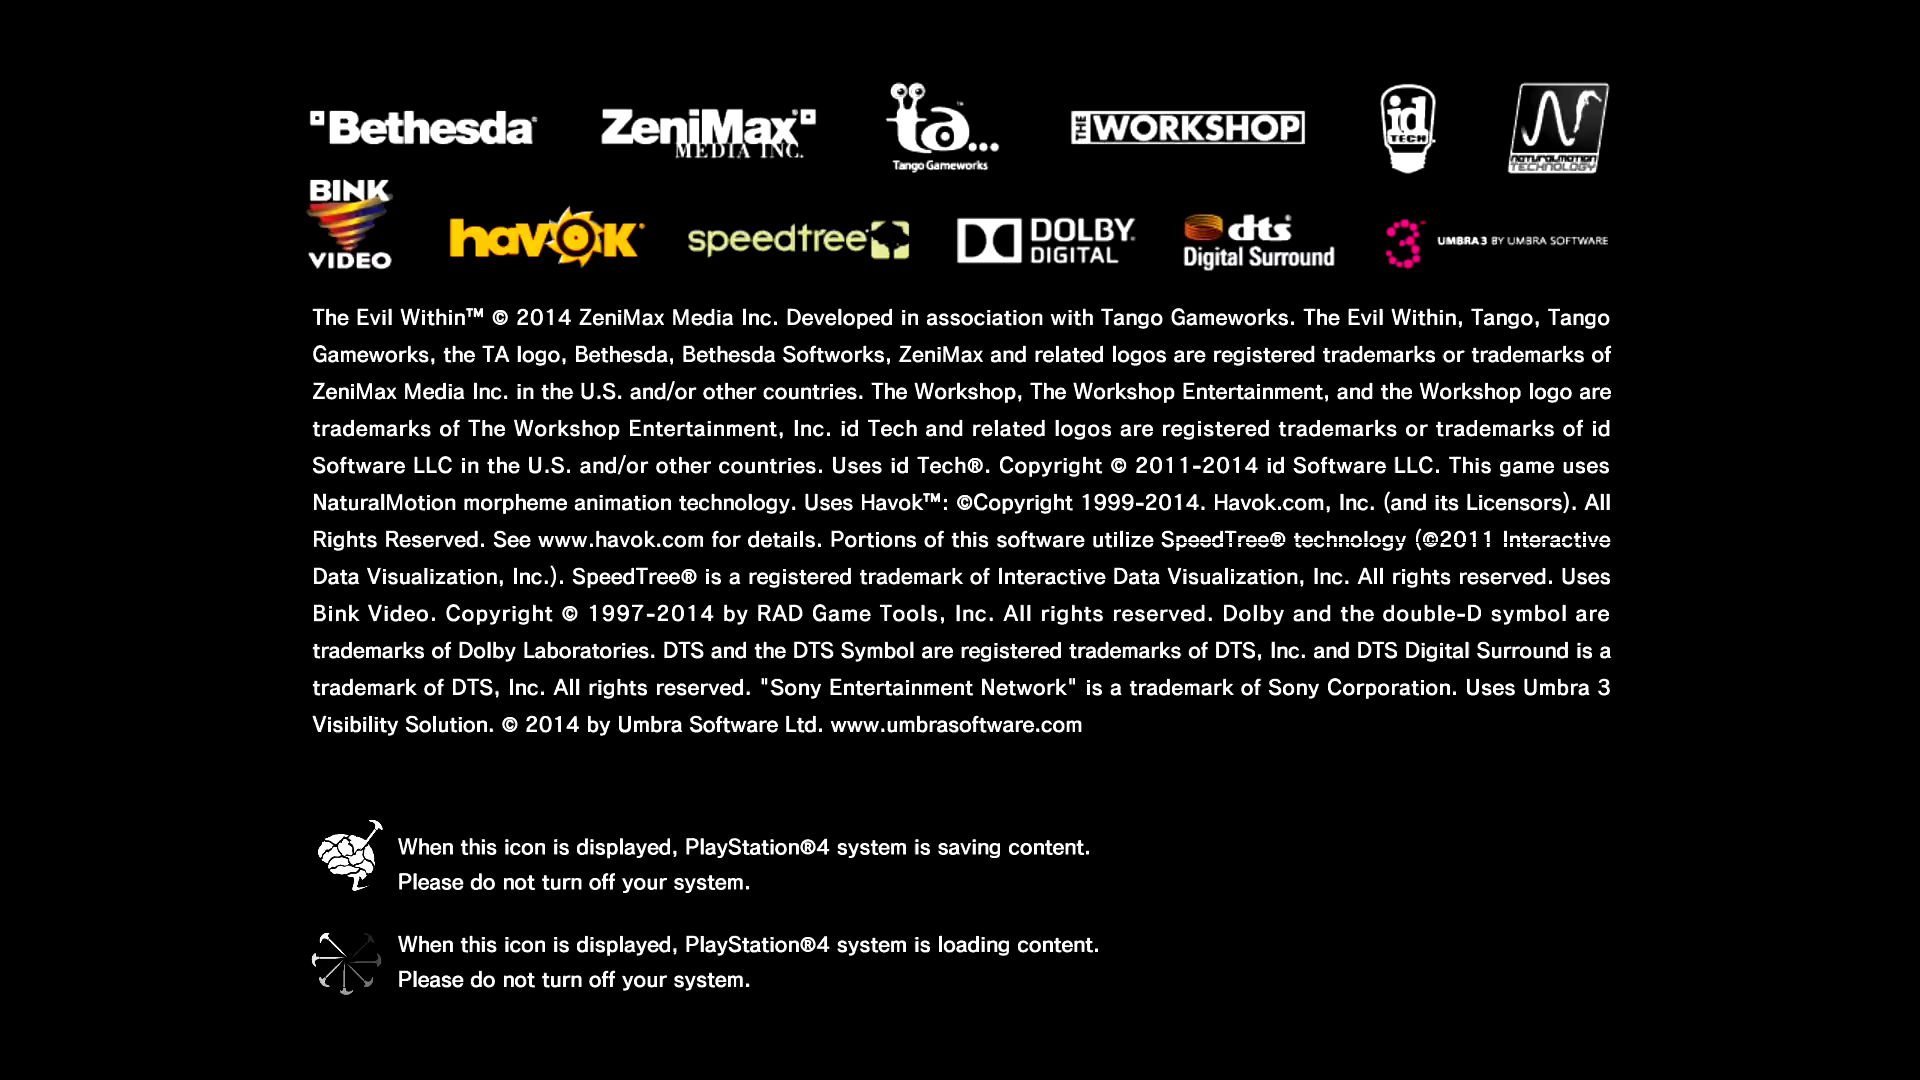 Bethesda ZeniMax MEDIA INC. ta... Tango Gameworks THE WORKSHOP id TECH NATURALMOTION TECHNOLOGY
BINK VIDEO havok speedtree DOLBY DIGITAL dts Digital Surround 3 UMBRA 3 BY UMBRA SOFTWARE
The Evil Within™ © 2014 ZeniMax Media Inc. Developed in association with Tango Gameworks. The Evil Within, Tango, Tango
Gameworks, the TA logo, Bethesda, Bethesda Softworks, ZeniMax and related logos are registered trademarks or trademarks of
ZeniMax Media Inc. in the U.S. and/or other countries. The Workshop, The Workshop Entertainment, and the Workshop logo are
trademarks of The Workshop Entertainment, Inc. id Tech and related logos are registered trademarks or trademarks of id
Software LLC in the U.S. and/or other countries. Uses id Tech®. Copyright © 2011-2014 id Software LLC. This game uses
NaturalMotion morpheme animation technology. Uses Havok™: ©Copyright 1999-2014. Havok.com, Inc. (and its Licensors). All
Rights Reserved. See www.havok.com for details. Portions of this software utilize SpeedTree® technology (©2011 Interactive
Data Visualization, Inc.). SpeedTree® is a registered trademark of Interactive Data Visualization, Inc. All rights reserved. Uses
Bink Video. Copyright © 1997-2014 by RAD Game Tools, Inc. All rights reserved. Dolby and the double-D symbol are
trademarks of Dolby Laboratories. DTS and the DTS Symbol are registered trademarks of DTS, Inc. and DTS Digital Surround is a
trademark of DTS, Inc. All rights reserved. "Sony Entertainment Network" is a trademark of Sony Corporation. Uses Umbra 3
Visibility Solution. © 2014 by Umbra Software Ltd. www.umbrasoftware.com
When this icon is displayed, PlayStation®4 system is saving content.
Please do not turn off your system.
When this icon is displayed, PlayStation®4 system is loading content.
Please do not turn off your system.